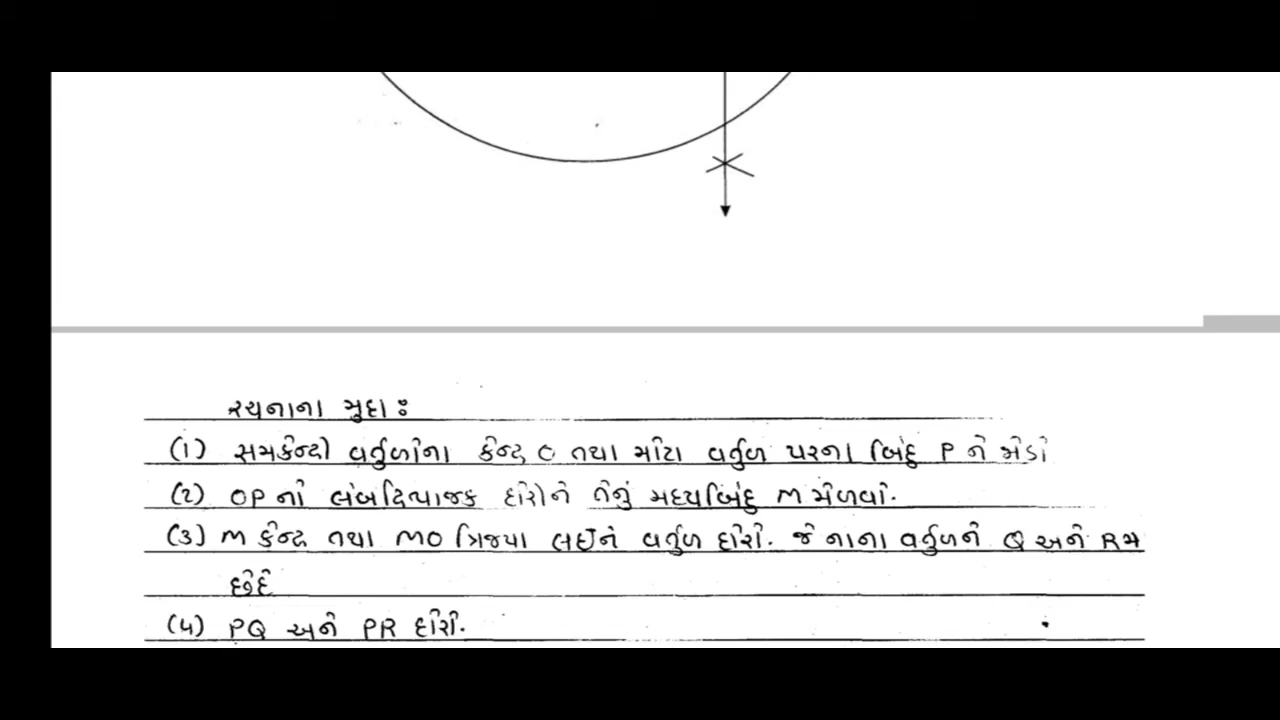 રચનાના મુદ્દા :
(1) સમકેન્દ્રી વર્તુળોના કેન્દ્ર O તથા મોટા વર્તુળ પરના બિંદુ P ને જોડો
(2) OP નો લંબદ્વિભાજક દોરીને તેનું મધ્યબિંદુ M મેળવો.
(3) M કેન્દ્ર તથા MO ત્રિજ્યા લઈને વર્તુળ દોરો. જે નાના વર્તુળને Q અને R માં
છેદે
(4) PQ અને PR દોરો.